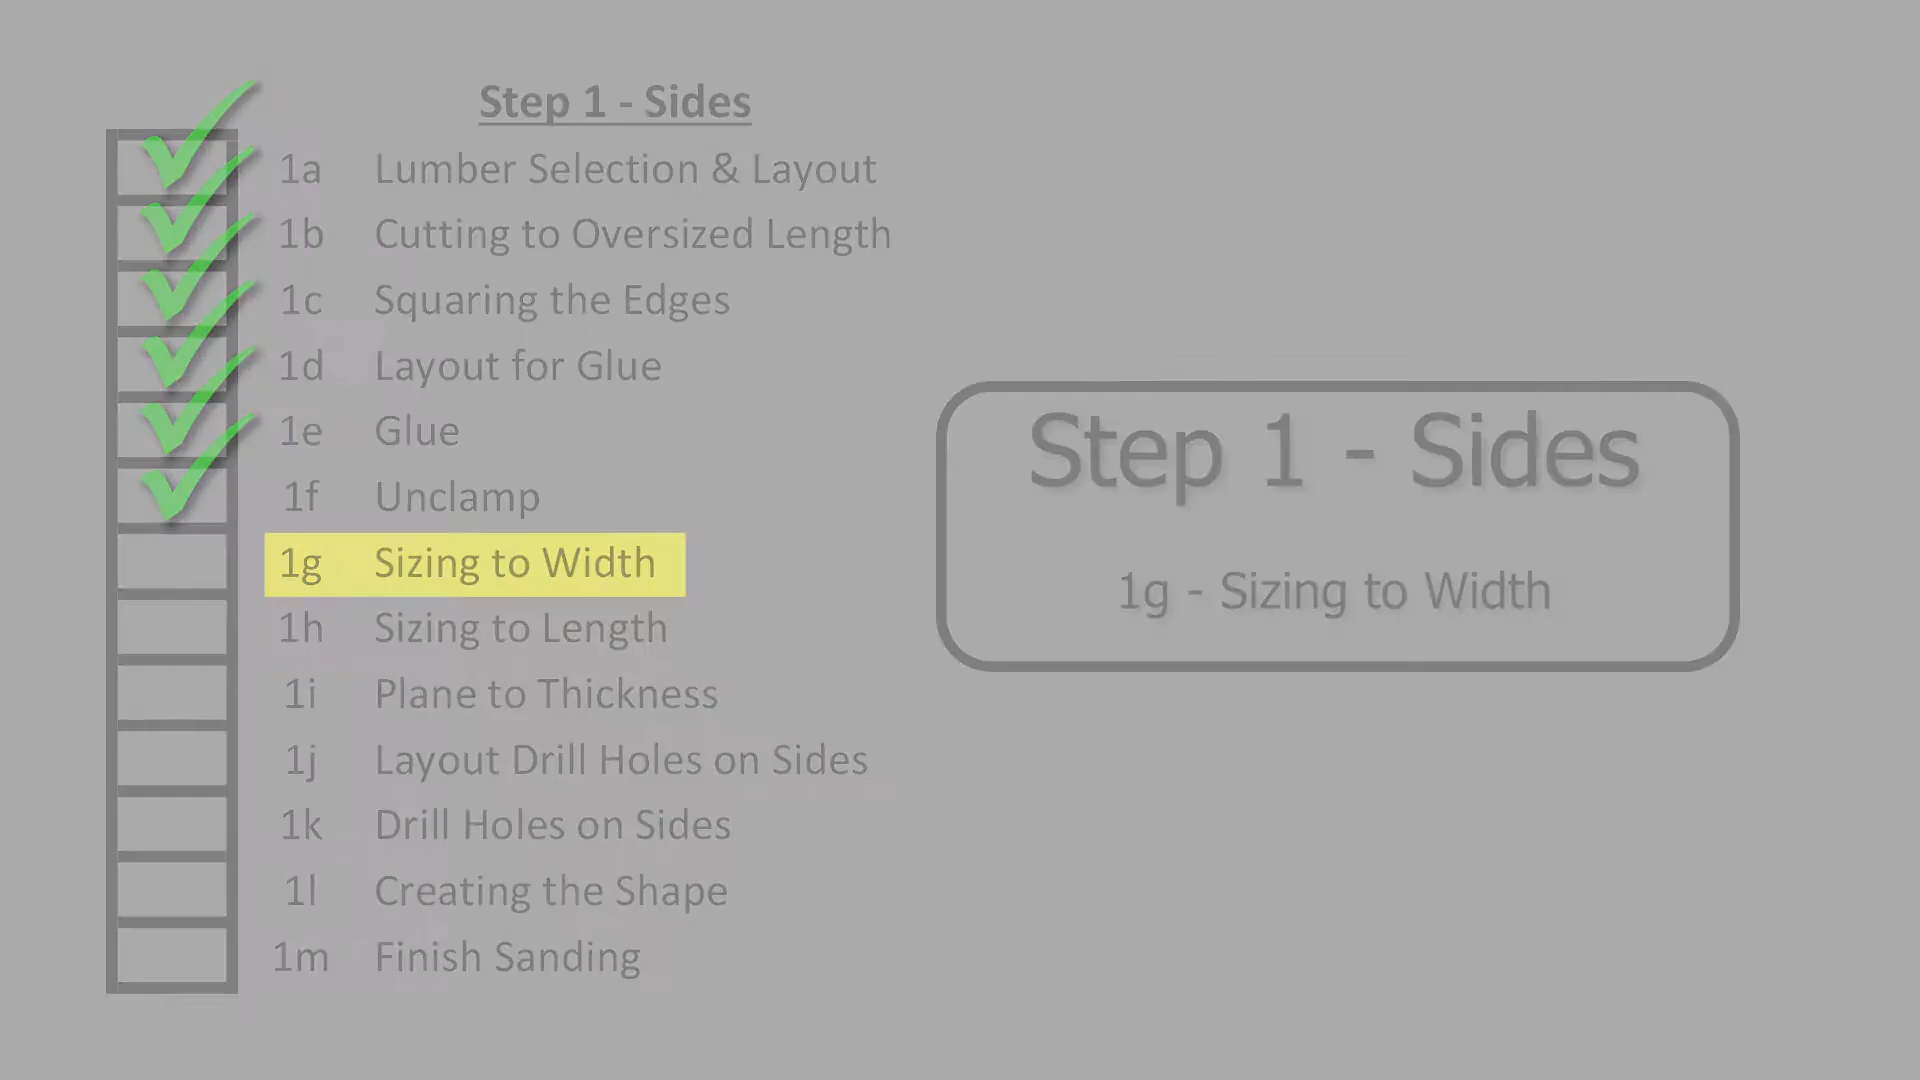 Step 1 - Sides
1a Lumber Selection & Layout
1b Cutting to Oversized Length
1c Squaring the Edges
1d Layout for Glue
1e Glue
1f Unclamp
1g Sizing to Width
1h Sizing to Length
1i Plane to Thickness
1j Layout Drill Holes on Sides
1k Drill Holes on Sides
1l Creating the Shape
1m Finish Sanding
Step 1 - Sides
1g - Sizing to Width